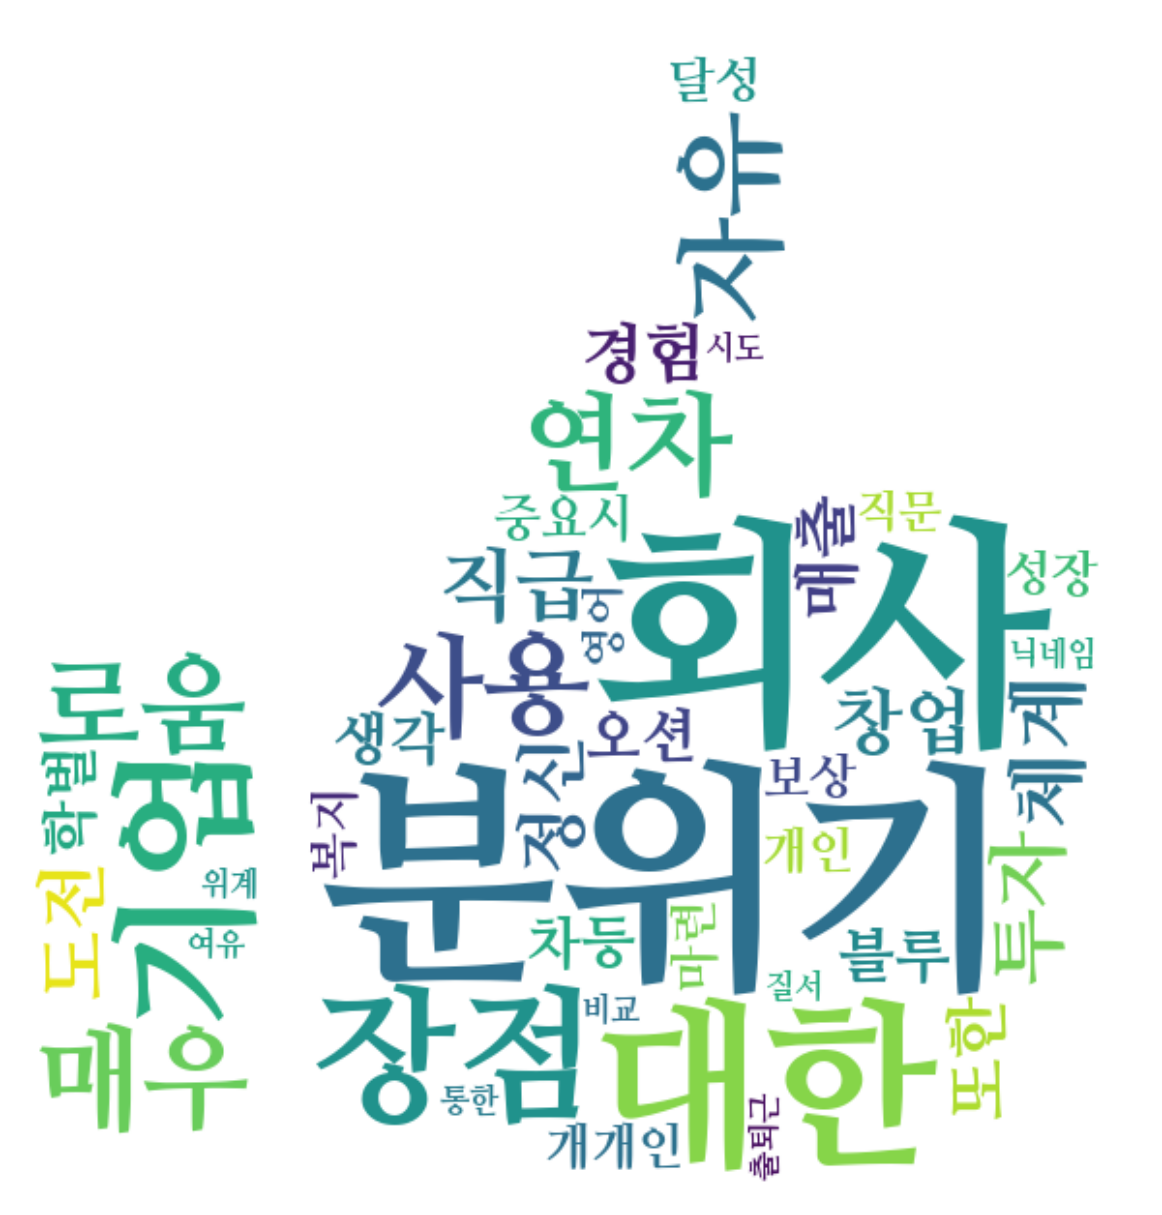 달성
자유
경험
시도
연차
중요시
매출
직문
회사
직급
영어
성장
닉네임
사용
생각
오션
창업
체계
로움
학벌
기업
정신
보상
분위기
복지
개인
투자
도전
위계
여유
차등
마련
블루
질서
매우
장점
비교
대한
또한
통한
개개인
출퇴근